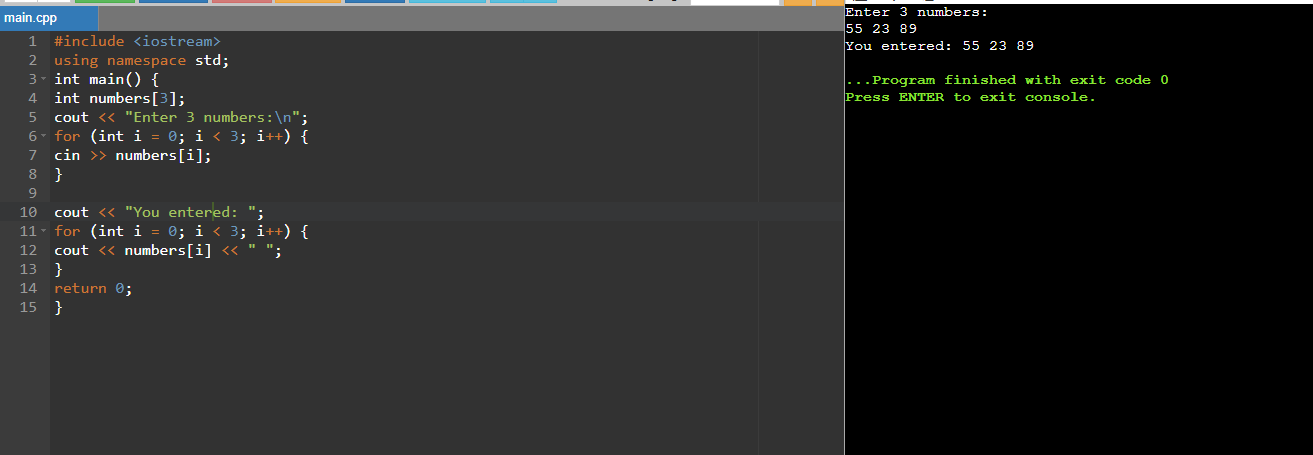 main.cpp
1 #include <iostream>
2 using namespace std;
3 int main() {
4 int numbers[3];
5 cout << "Enter 3 numbers:\n";
6 for (int i = 0; i < 3; i++) {
7 cin >> numbers[i];
8 }
9
10 cout << "You entered: ";
11 for (int i = 0; i < 3; i++) {
12 cout << numbers[i] << " ";
13 }
14 return 0;
15 }
Enter 3 numbers:
55 23 89
You entered: 55 23 89
...Program finished with exit code 0
Press ENTER to exit console.